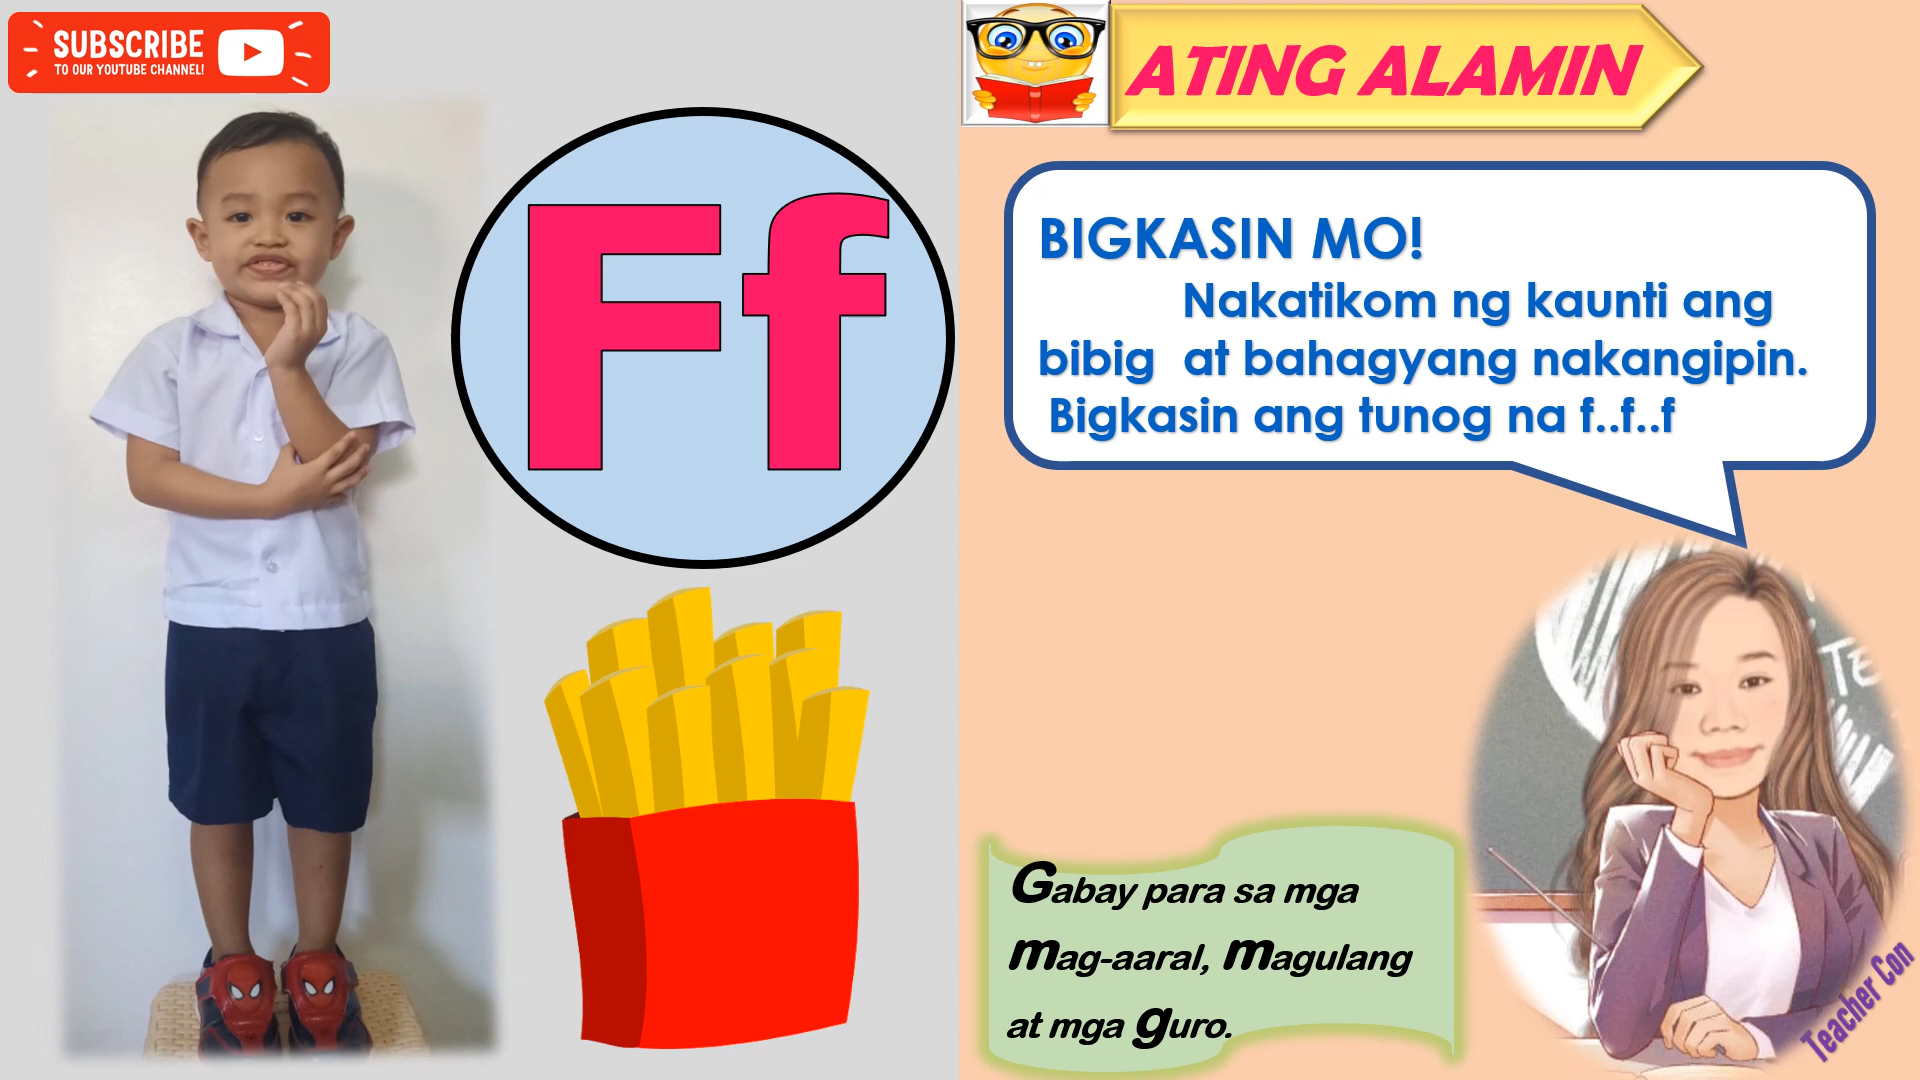 SUBSCRIBE
TO OUR YOUTUBE CHANNEL!
Ff
ATING ALAMIN
BIGKASIN MO!
Nakatikom ng kaunti ang
bibig at bahagyang nakangipin.
Bigkasin ang tunog na f..f..f
Gabay para sa mga
mag-aaral, magulang
at mga guro.
TE
Teacher Con